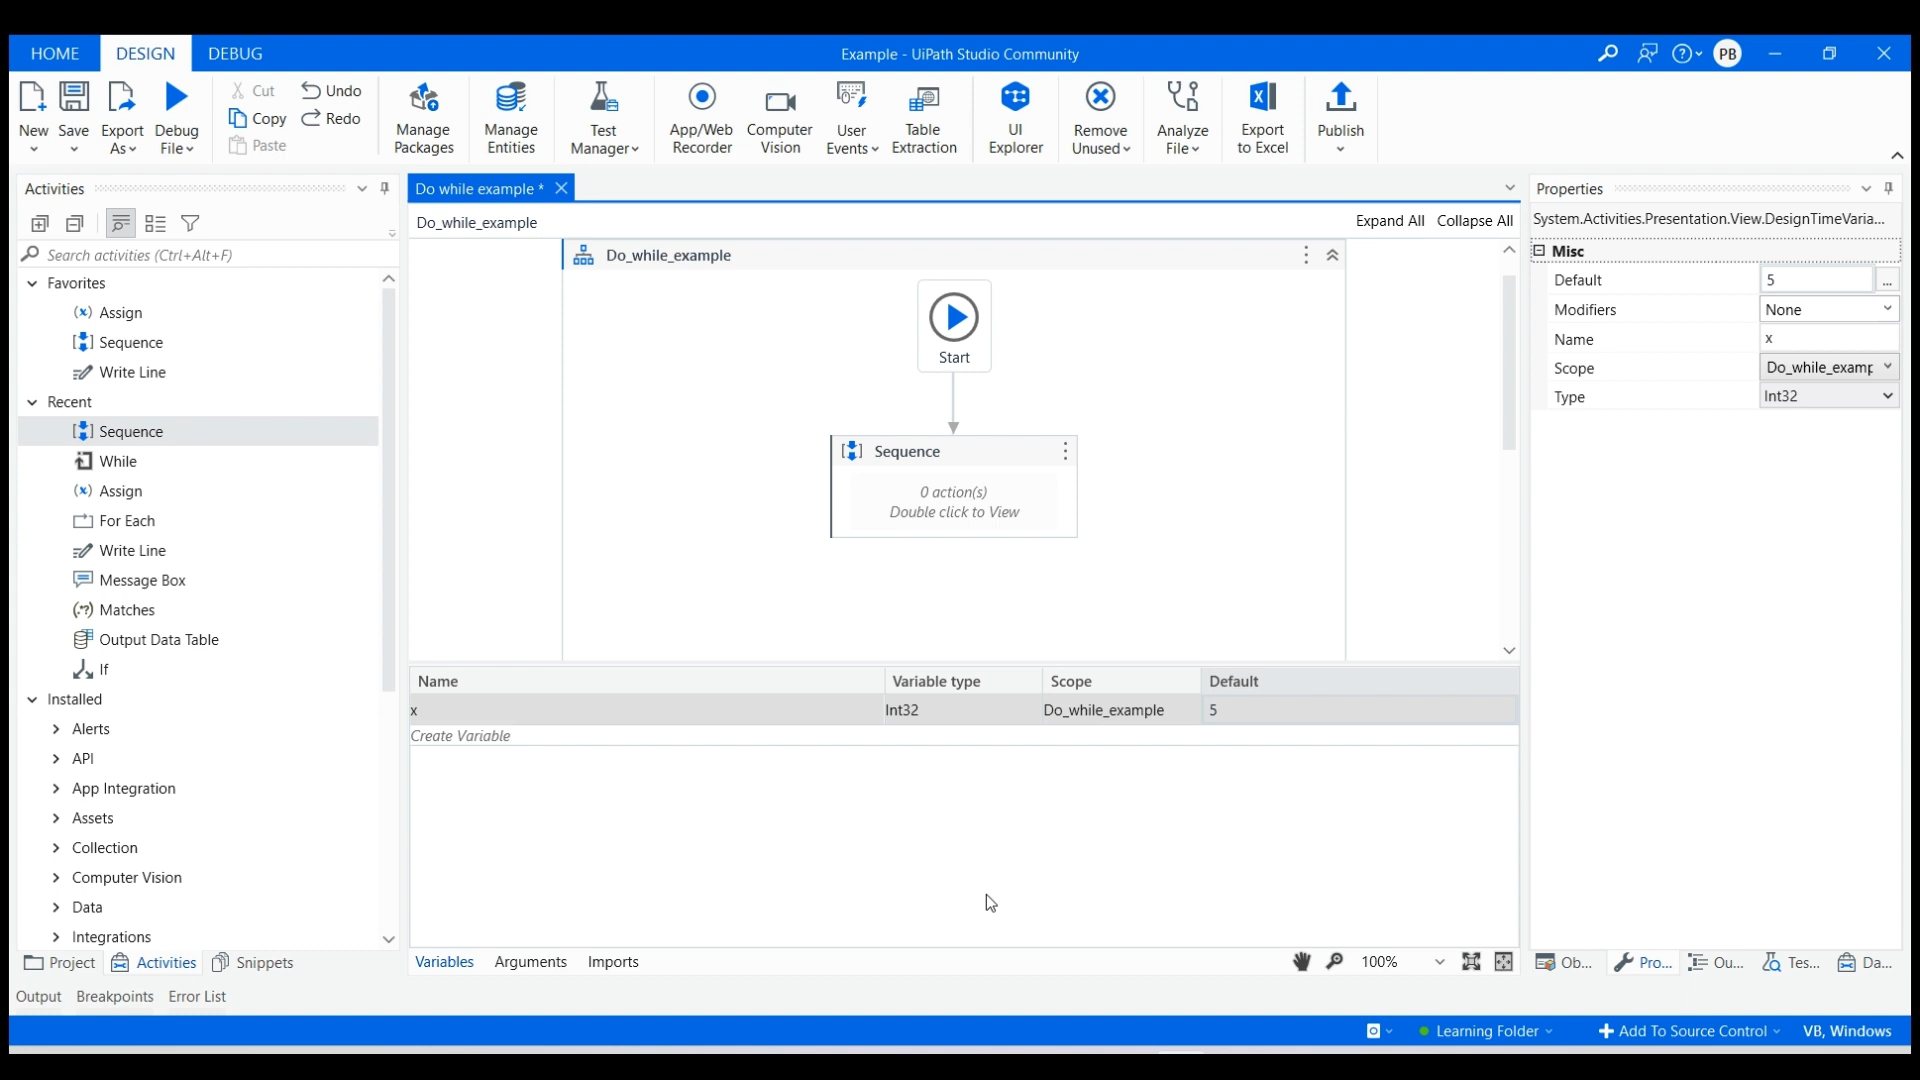 HOME DESIGN DEBUG Example - UiPath Studio Community PB
New Save Export As Debug File Cut Copy Paste Undo Redo Manage Packages Manage Entities Test Manager App/Web Recorder Computer Vision User Events Table Extraction UI Explorer Remove Unused Analyze File Export to Excel Publish
Activities
Search activities (Ctrl+Alt+F)
Favorites
(x) Assign
Sequence
Write Line
Recent
Sequence
While
(x) Assign
For Each
Write Line
Message Box
(.*?) Matches
Output Data Table
If
Installed
Alerts
API
App Integration
Assets
Collection
Computer Vision
Data
Integrations
Project Activities Snippets
Do while example *
Do_while_example Expand All Collapse All
Do_while_example
Start
Sequence
0 action(s)
Double click to View
Name Variable type Scope Default
x Int32 Do_while_example 5
Create Variable
Variables Arguments Imports 100%
Properties
System.Activities.Presentation.View.DesignTimeVaria...
Misc
Default 5 ...
Modifiers None
Name x
Scope Do_while_examp
Type Int32
Ob... Pro... Ou... Tes... Da...
Output Breakpoints Error List
Learning Folder Add To Source Control VB, Windows